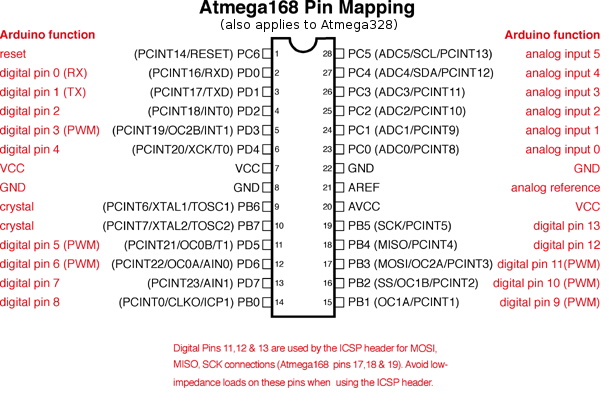 Atmega168 Pin Mapping
(also applies to Atmega328)
Arduino function Arduino function
reset (PCINT14/RESET) PC6 1 28 PC5 (ADC5/SCL/PCINT13) analog input 5
digital pin 0 (RX) (PCINT16/RXD) PD0 2 27 PC4 (ADC4/SDA/PCINT12) analog input 4
digital pin 1 (TX) (PCINT17/TXD) PD1 3 26 PC3 (ADC3/PCINT11) analog input 3
digital pin 2 (PCINT18/INT0) PD2 4 25 PC2 (ADC2/PCINT10) analog input 2
digital pin 3 (PWM) (PCINT19/OC2B/INT1) PD3 5 24 PC1 (ADC1/PCINT9) analog input 1
digital pin 4 (PCINT20/XCK/T0) PD4 6 23 PC0 (ADC0/PCINT8) analog input 0
VCC VCC 7 22 GND GND
GND GND 8 21 AREF analog reference
crystal (PCINT6/XTAL1/TOSC1) PB6 9 20 AVCC VCC
crystal (PCINT7/XTAL2/TOSC2) PB7 10 19 PB5 (SCK/PCINT5) digital pin 13
digital pin 5 (PWM) (PCINT21/OC0B/T1) PD5 11 18 PB4 (MISO/PCINT4) digital pin 12
digital pin 6 (PWM) (PCINT22/OC0A/AIN0) PD6 12 17 PB3 (MOSI/OC2A/PCINT3) digital pin 11(PWM)
digital pin 7 (PCINT23/AIN1) PD7 13 16 PB2 (SS/OC1B/PCINT2) digital pin 10 (PWM)
digital pin 8 (PCINT0/CLKO/ICP1) PB0 14 15 PB1 (OC1A/PCINT1) digital pin 9 (PWM)
Digital Pins 11,12 & 13 are used by the ICSP header for MOSI,
MISO, SCK connections (Atmega168 pins 17,18 & 19). Avoid low-
impedance loads on these pins when using the ICSP header.